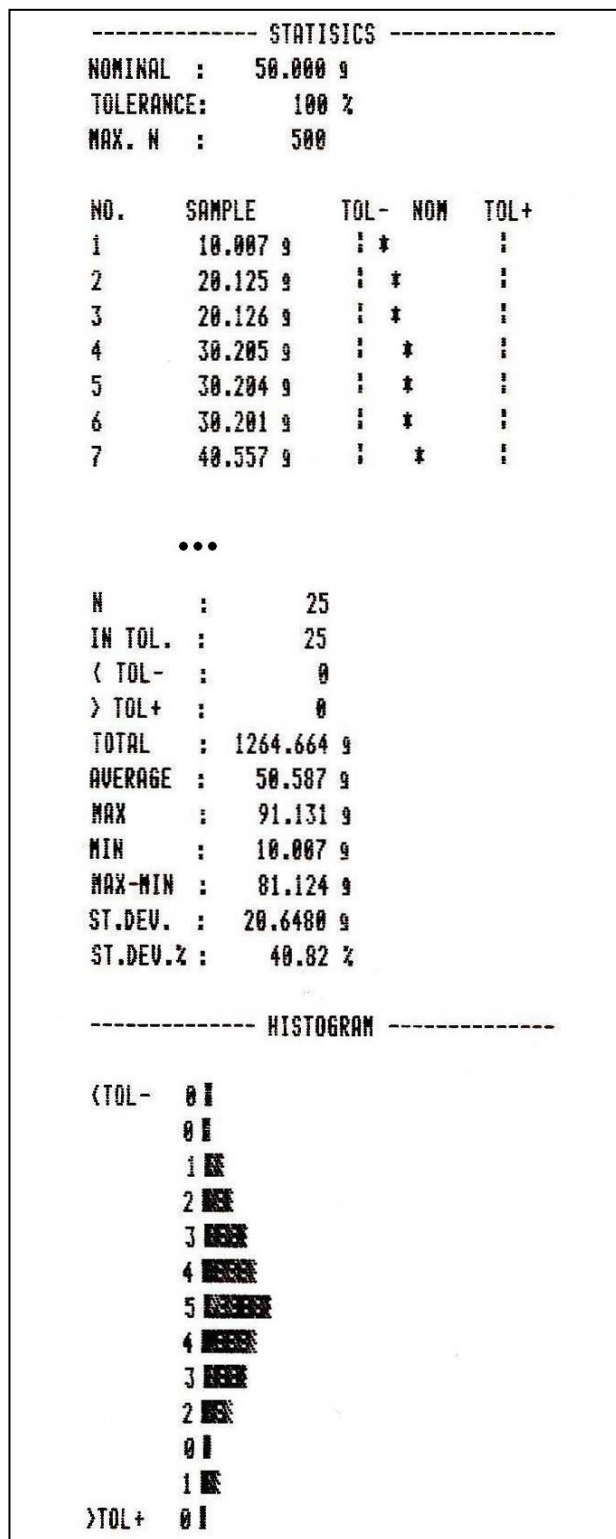 -------------- STATISICS --------------
NOMINAL : 50.000 g
TOLERANCE: 100 %
MAX. N : 500
NO. SAMPLE TOL- NOM TOL+
1 10.007 g ¦ * ¦
2 20.125 g ¦ * ¦
3 20.126 g ¦ * ¦
4 30.205 g ¦ * ¦
5 30.204 g ¦ * ¦
6 30.201 g ¦ * ¦
7 40.557 g ¦ * ¦
•••
N : 25
IN TOL. : 25
< TOL- : 0
> TOL+ : 0
TOTAL : 1264.664 g
AVERAGE : 50.587 g
MAX : 91.131 g
MIN : 10.007 g
MAX-MIN : 81.124 g
ST.DEV. : 20.6480 g
ST.DEV.% : 40.82 %
-------------- HISTOGRAM --------------
<TOL- 0
0
1
2
3
4
5
4
3
2
0
1
>TOL+ 0